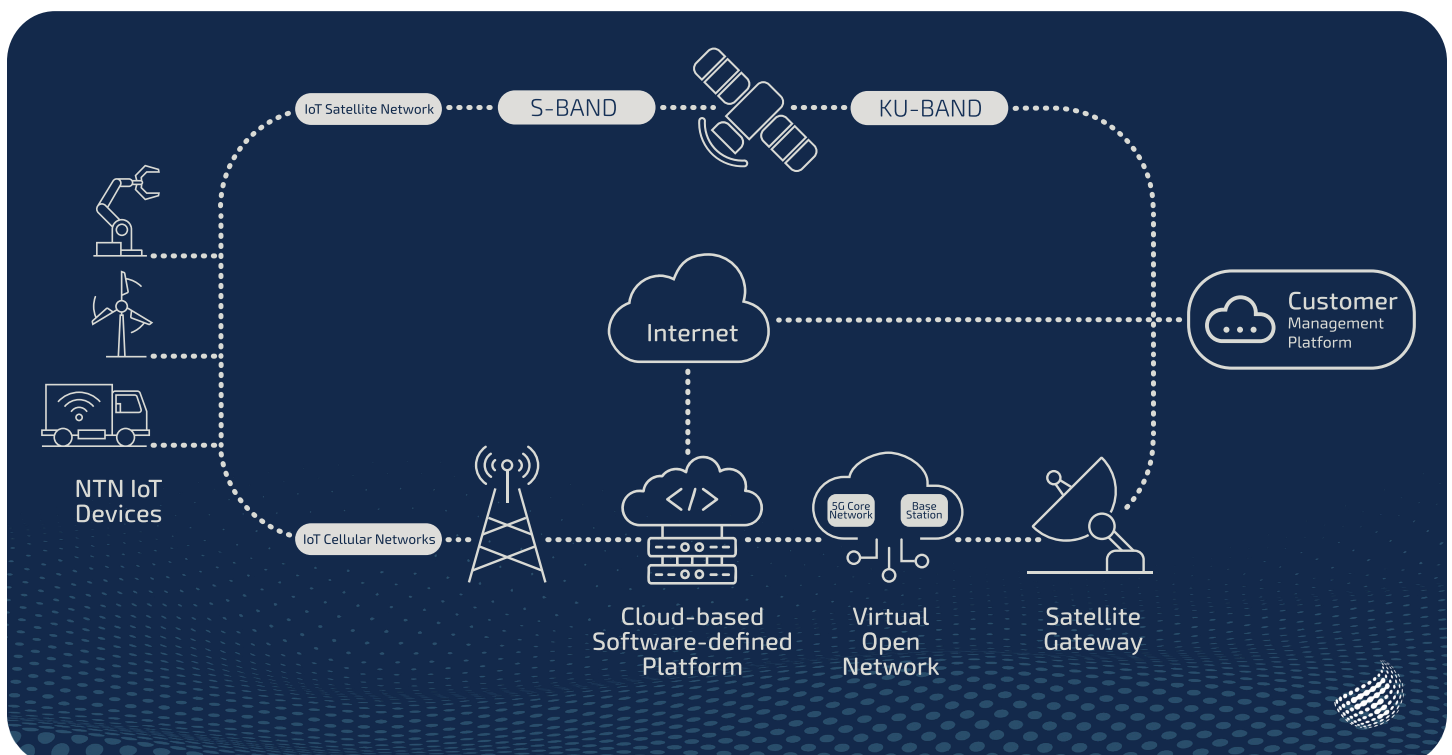 IoT Satellite Network
S-BAND
KU-BAND
Internet
Customer
Management
Platform
NTN IoT
Devices
5G Core
Network
Base
Station
IoT Cellular Networks
Cloud-based
Software-defined
Platform
Virtual
Open
Network
Satellite
Gateway